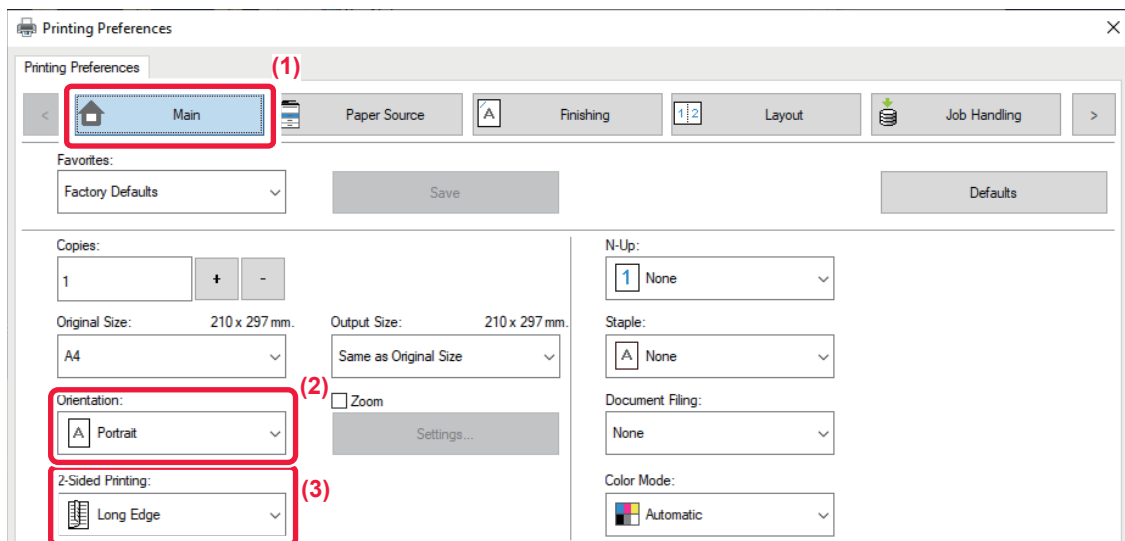 Printing Preferences
Printing Preferences
(1)
<
Main
Paper Source
A
Finishing
1 2
Layout
Job Handling
>
Favorites:
Factory Defaults
Save
Defaults
Copies:
N-Up:
1
+
-
1
None
Original Size:
210 x 297 mm.
Output Size:
210 x 297 mm.
Staple:
A4
Same as Original Size
A
None
(2)
Orientation:
Zoom
Document Filing:
A
Portrait
Settings...
None
2-Sided Printing:
(3)
Color Mode:
Long Edge
Automatic